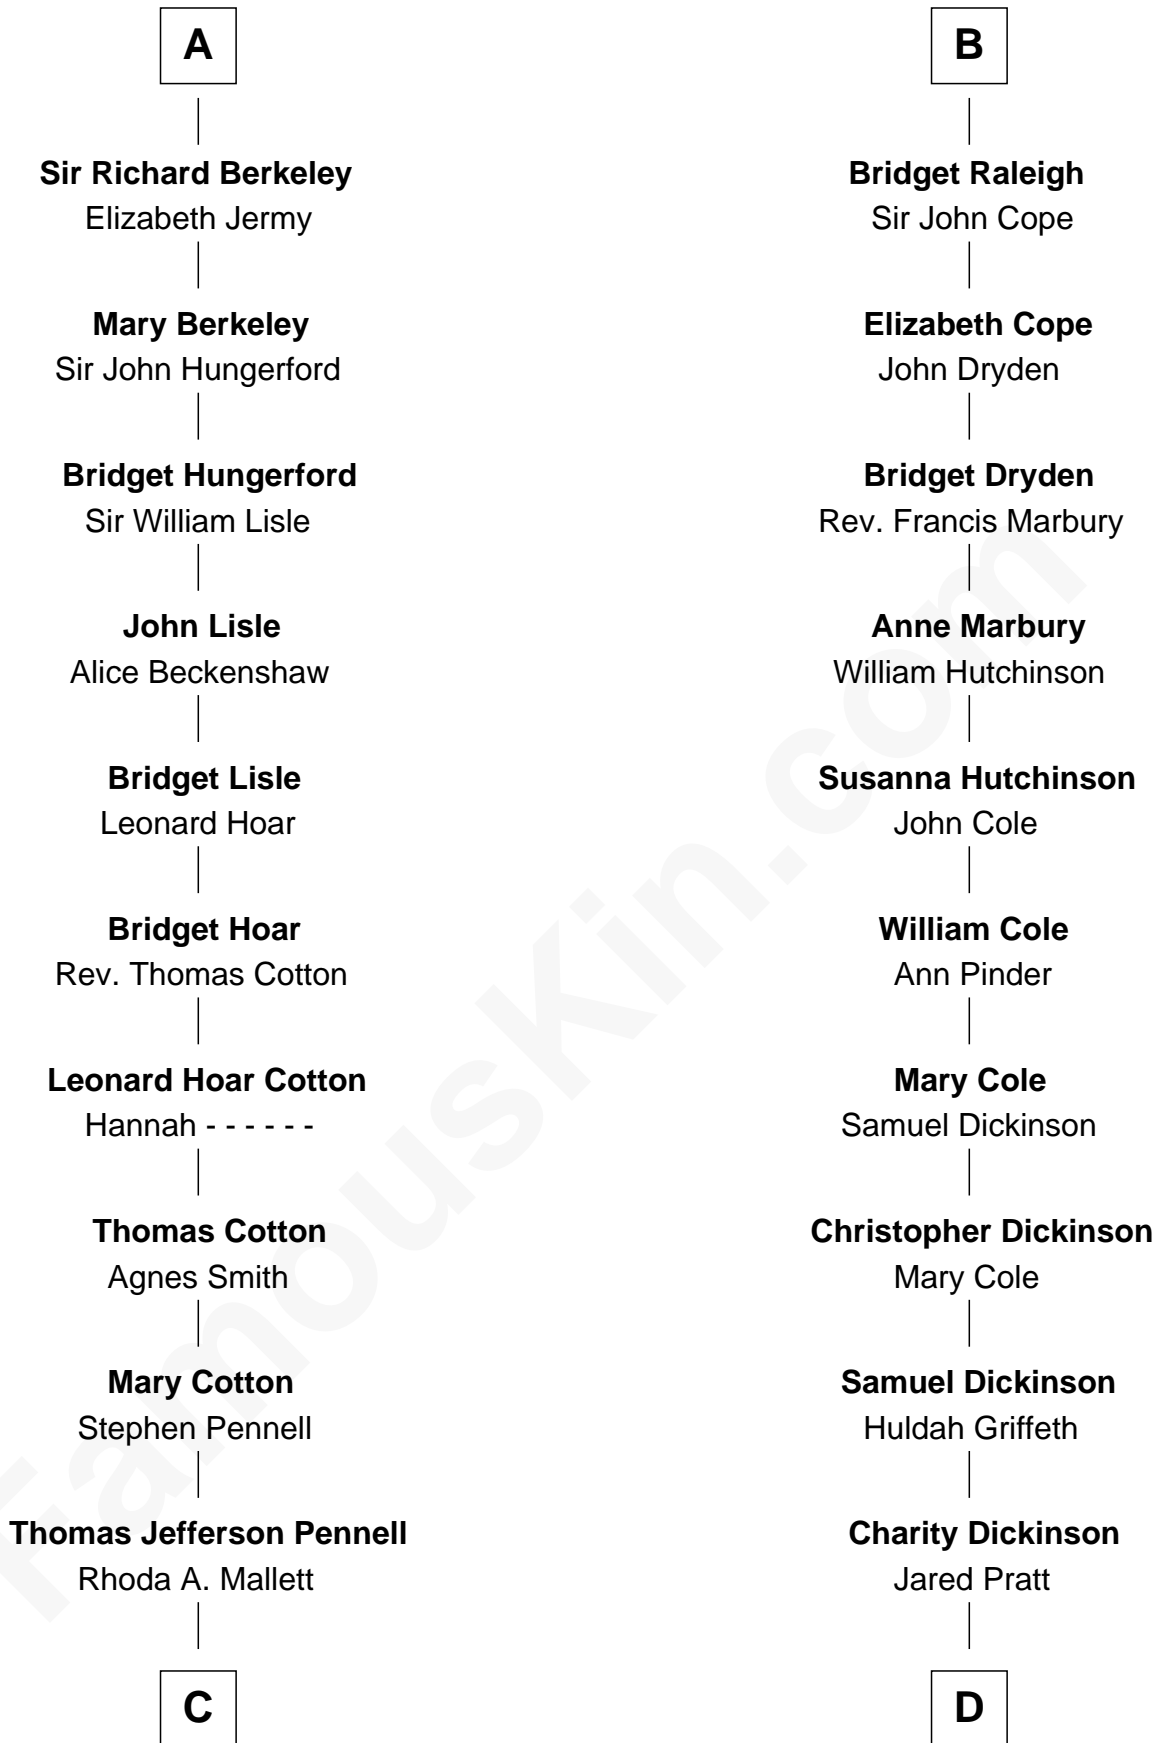 A
Sir Richard Berkeley
Elizabeth Jermy
Mary Berkeley
Sir John Hungerford
Bridget Hungerford
Sir William Lisle
John Lisle
Alice Beckenshaw
Bridget Lisle
Leonard Hoar
Bridget Hoar
Rev. Thomas Cotton
Leonard Hoar Cotton
Hannah - - - - - -
Thomas Cotton
Agnes Smith
Mary Cotton
Stephen Pennell
Thomas Jefferson Pennell
Rhoda A. Mallett
C
B
Bridget Raleigh
Sir John Cope
Elizabeth Cope
John Dryden
Bridget Dryden
Rev. Francis Marbury
Anne Marbury
William Hutchinson
Susanna Hutchinson
John Cole
William Cole
Ann Pinder
Mary Cole
Samuel Dickinson
Christopher Dickinson
Mary Cole
Samuel Dickinson
Huldah Griffeth
Charity Dickinson
Jared Pratt
D
FamousKin.com